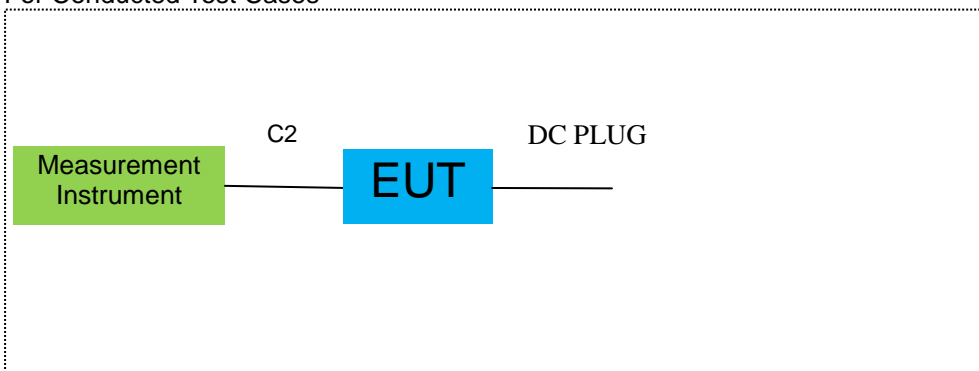 For Conducted Test Cases
C2
DC PLUG
Measurement
Instrument
EUT